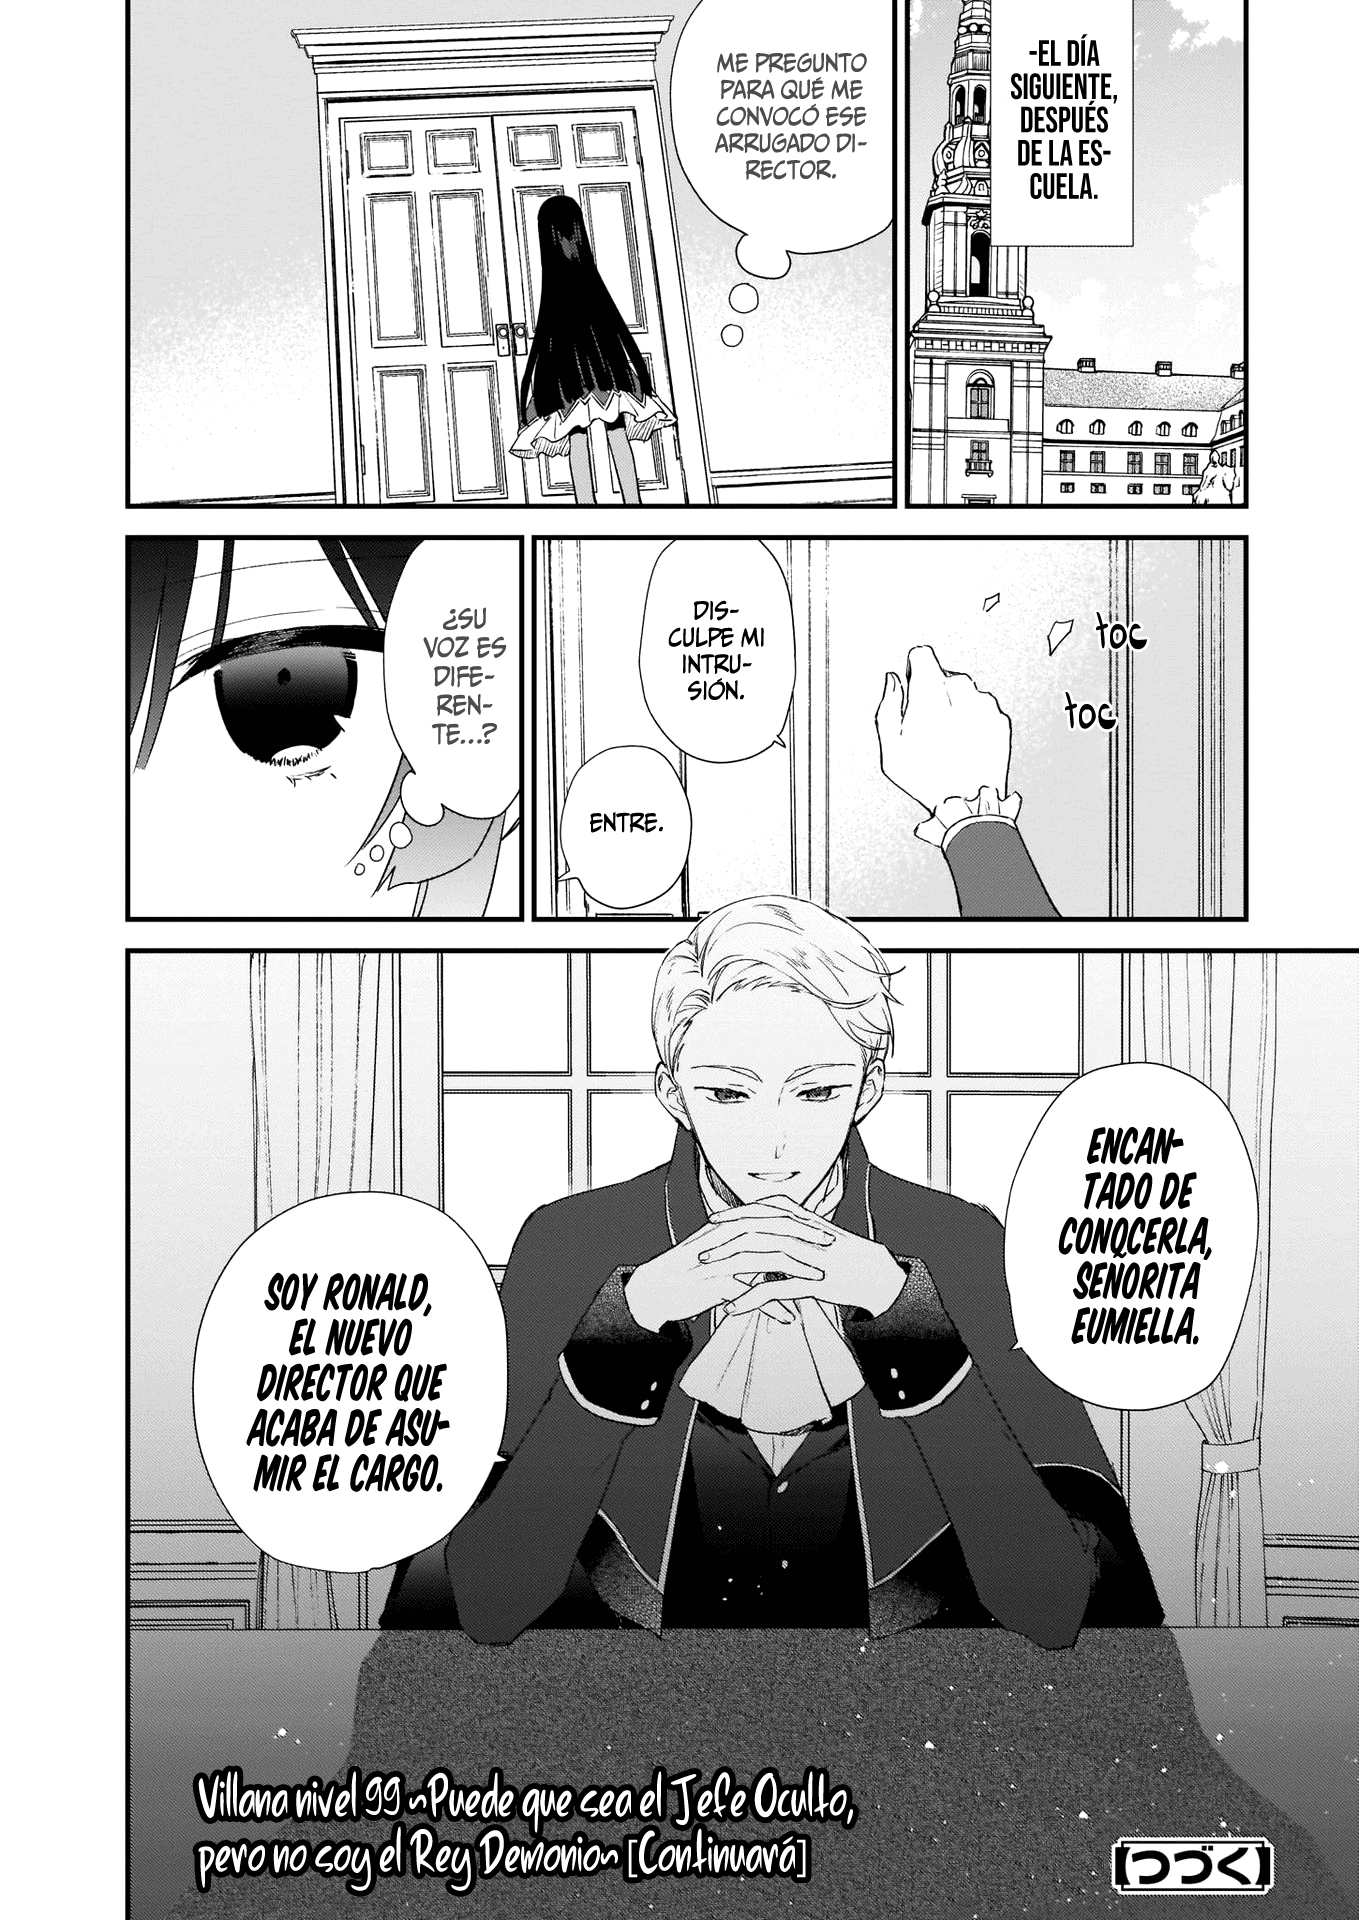 -EL DÍA
SIGUIENTE,
DESPUÉS
DE LA ES-
CUELA.
ME PREGUNTO
PARA QUÉ ME
CONVOCÓ ESE
ARRUGADO DI-
RECTOR.
toc
toc
DIS-
CULPE MI
INTRU-
SIÓN.
ENTRE.
¿SU
VOZ ES
DIFE-
REN-
TE...?
ENCAN-
TADO DE
CONOCERLA,
SEÑORITA
EUMIELLA.
SOY RONALD,
EL NUEVO
DIRECTOR QUE
ACABA DE ASU-
MIR EL CARGO.
Villana nivel 99 ~Puede que sea el Jefe Oculto,
pero no soy el Rey Demonio~ [Continuará]
【つづく】